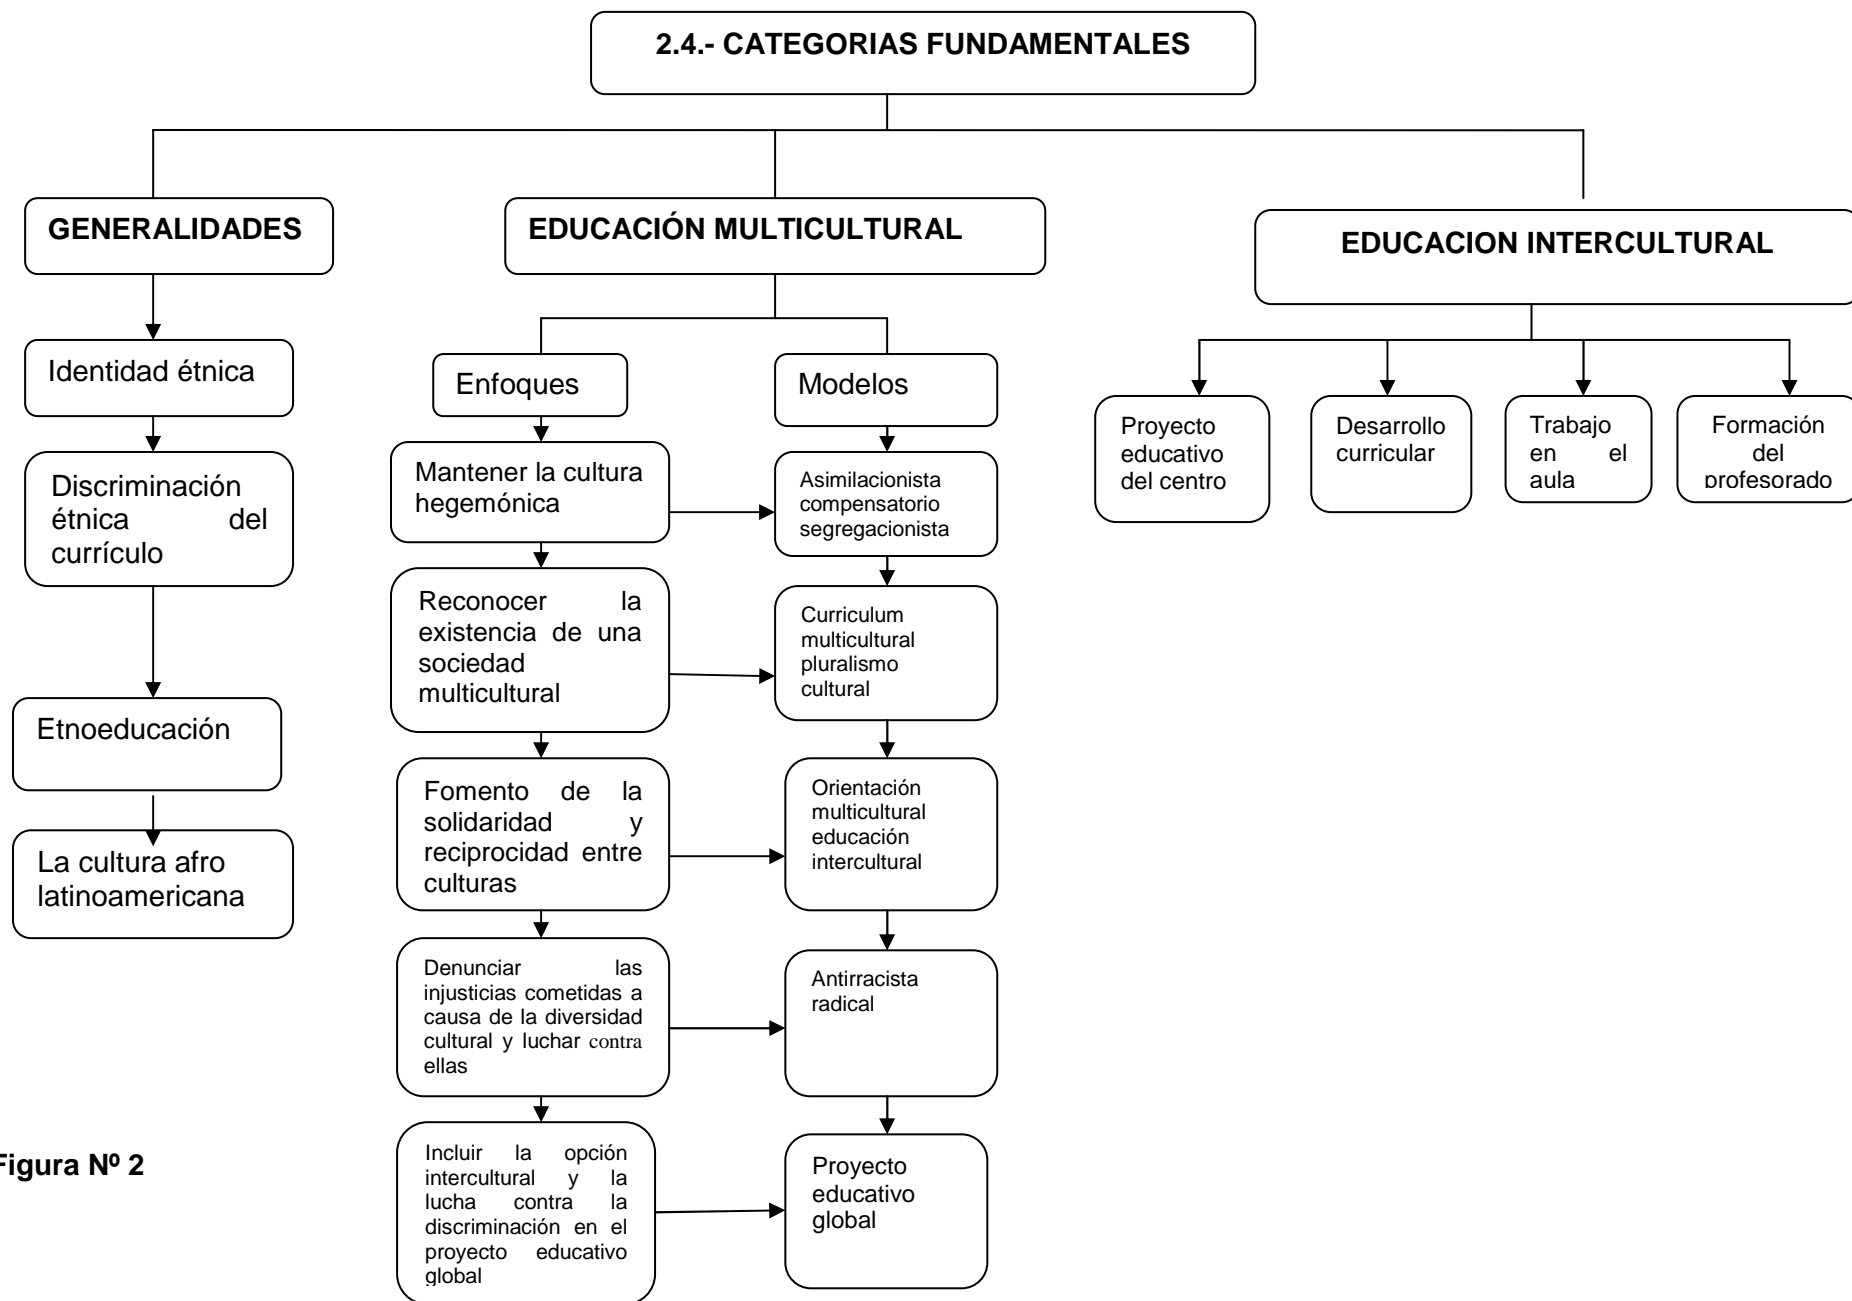 2.4.- CATEGORIAS FUNDAMENTALES
GENERALIDADES
Identidad étnica
Discriminación
étnica del
currículo
Etnoeducación
La cultura afro
latinoamericana
EDUCACIÓN MULTICULTURAL
Enfoques
Mantener la cultura
hegemónica
Reconocer la
existencia de una
sociedad
multicultural
Fomento de la
solidaridad y
reciprocidad entre
culturas
Denunciar las
injusticias cometidas a
causa de la diversidad
cultural y luchar contra
ellas
Incluir la opción
intercultural y la
lucha contra la
discriminación en el
proyecto educativo
global
Modelos
Asimilacionista
compensatorio
segregacionista
Curriculum
multicultural
pluralismo
cultural
Orientación
multicultural
educación
intercultural
Antirracista
radical
Proyecto
educativo
global
EDUCACION INTERCULTURAL
Proyecto
educativo
del centro
Desarrollo
curricular
Trabajo
en el
aula
Formación
del
profesorado
Figura Nº 2